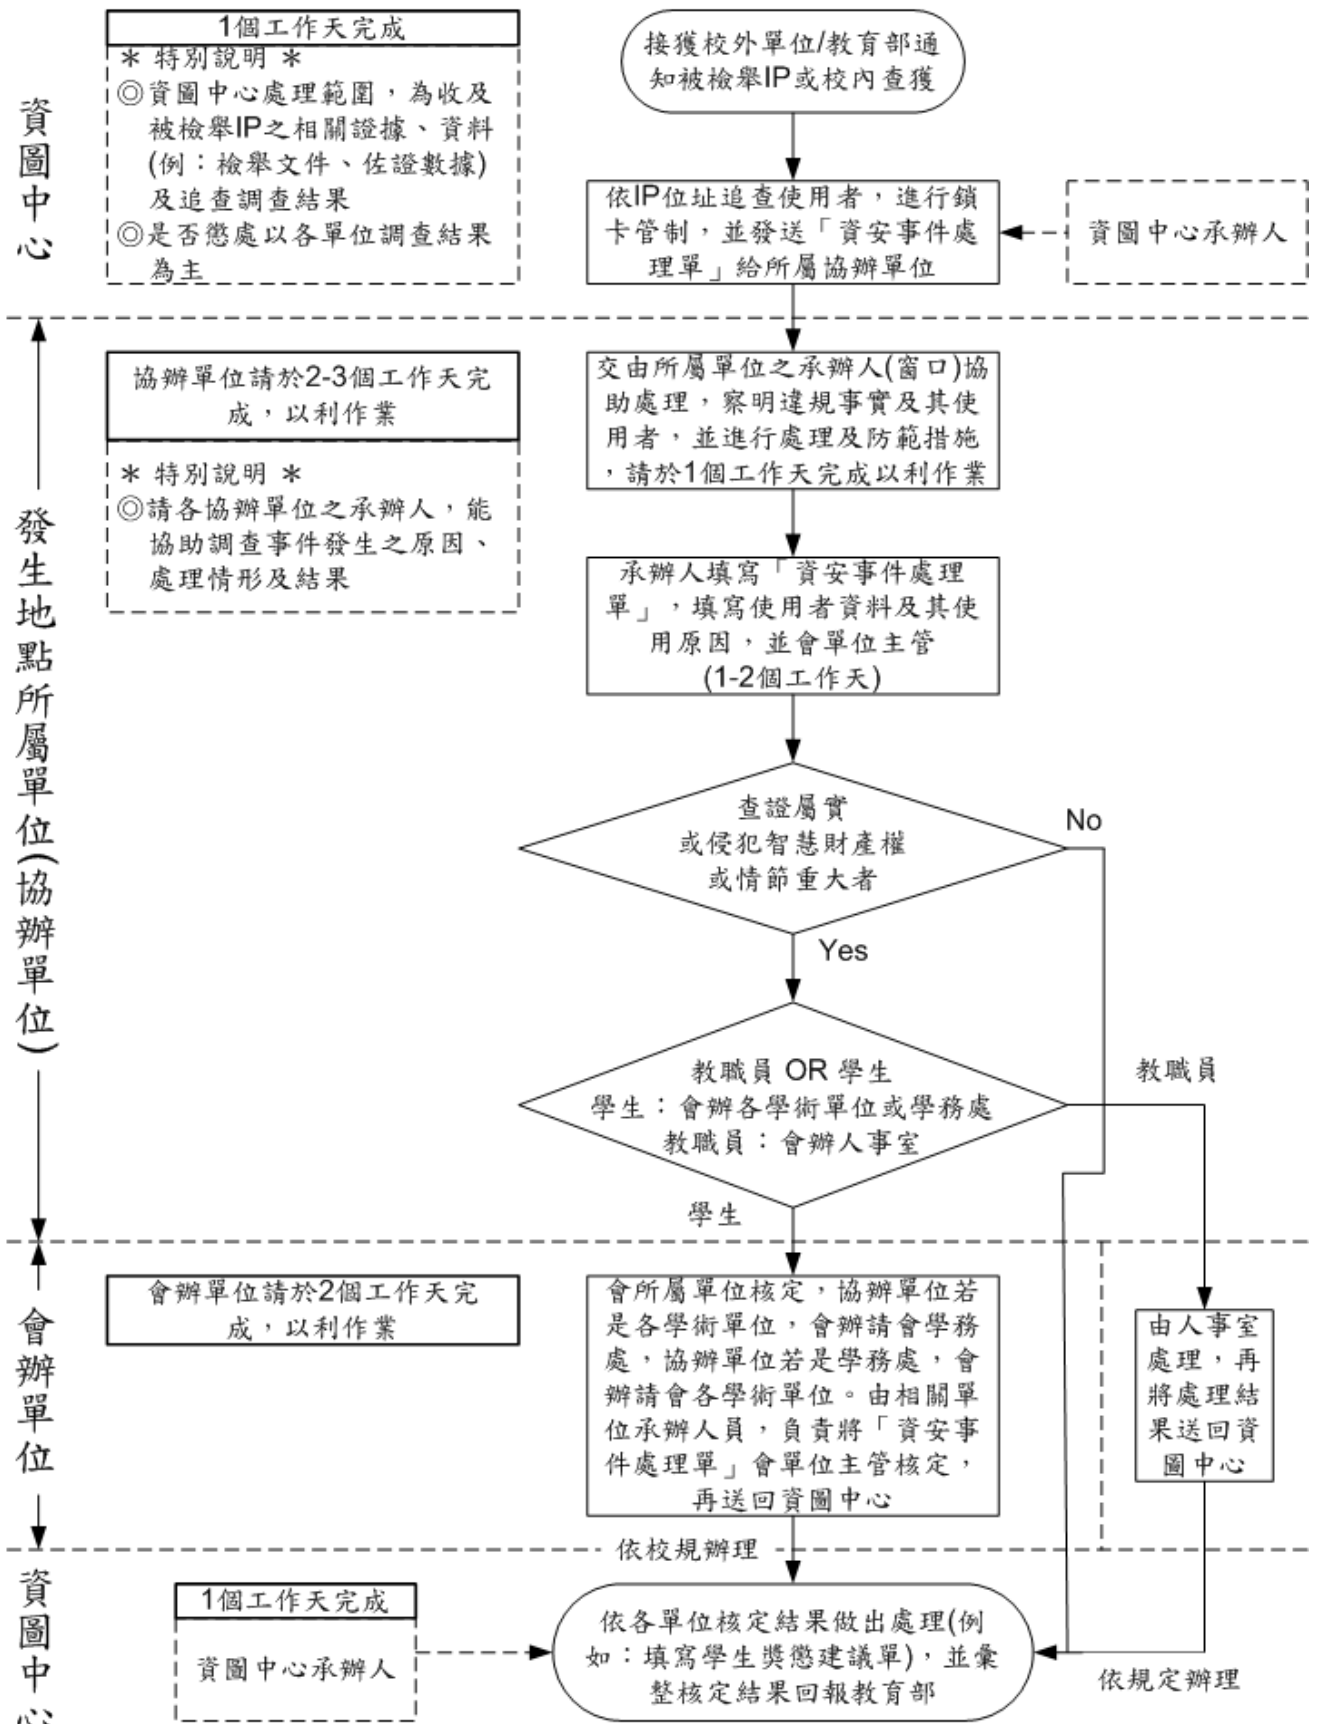 資圖中心
1個工作天完成
＊ 特別說明 ＊
◎資圖中心處理範圍，為收及
被檢舉IP之相關證據、資料
(例：檢舉文件、佐證數據)
及追查調查結果
◎是否懲處以各單位調查結果
為主
接獲校外單位/教育部通
知被檢舉IP或校內查獲
依IP位址追查使用者，進行鎖
卡管制，並發送「資安事件處
理單」給所屬協辦單位
資圖中心承辦人
發生地點所屬單位(協辦單位)
協辦單位請於2-3個工作天完
成，以利作業
＊ 特別說明 ＊
◎請各協辦單位之承辦人，能
協助調查事件發生之原因、
處理情形及結果
交由所屬單位之承辦人(窗口)協
助處理，察明違規事實及其使
用者，並進行處理及防範措施
，請於1個工作天完成以利作業
承辦人填寫「資安事件處理
單」，填寫使用者資料及其使
用原因，並會單位主管
(1-2個工作天)
查證屬實
或侵犯智慧財產權
或情節重大者
No
Yes
教職員 OR 學生
學生：會辦各學術單位或學務處
教職員：會辦人事室
教職員
學生
會辦單位
會辦單位請於2個工作天完
成，以利作業
會所屬單位核定，協辦單位若
是各學術單位，會辦請會學務
處，協辦單位若是學務處，會
辦請會各學術單位。由相關單
位承辦人員，負責將「資安事
件處理單」會單位主管核定，
再送回資圖中心
由人事室
處理，再
將處理結
果送回資
圖中心
依校規辦理
資圖中心
1個工作天完成
資圖中心承辦人
依各單位核定結果做出處理(例
如：填寫學生獎懲建議單)，並彙
整核定結果回報教育部
依規定辦理